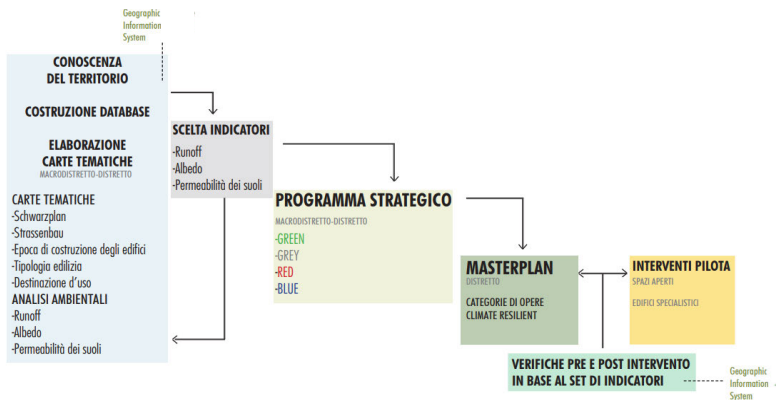 Geographic
Information
System
CONOSCENZA
DEL TERRITORIO
COSTRUZIONE DATABASE
ELABORAZIONE
CARTE TEMATICHE
MACRODISTRETTO-DISTRETTO
CARTE TEMATICHE
-Schwarzplan
-Strassenbau
-Epoca di costruzione degli edifici
-Tipologia edilizia
-Destinazione d'uso
ANALISI AMBIENTALI
-Runoff
-Albedo
-Permeabilità dei suoli
SCELTA INDICATORI
-Runoff
-Albedo
-Permeabilità dei suoli
PROGRAMMA STRATEGICO
MACRODISTRETTO-DISTRETTO
-GREEN
-GREY
-RED
-BLUE
MASTERPLAN
DISTRETTO
CATEGORIE DI OPERE
CLIMATE RESILIENT
INTERVENTI PILOTA
SPAZI APERTI
EDIFICI SPECIALISTICI
VERIFICHE PRE E POST INTERVENTO
IN BASE AL SET DI INDICATORI
Geographic
Information
System